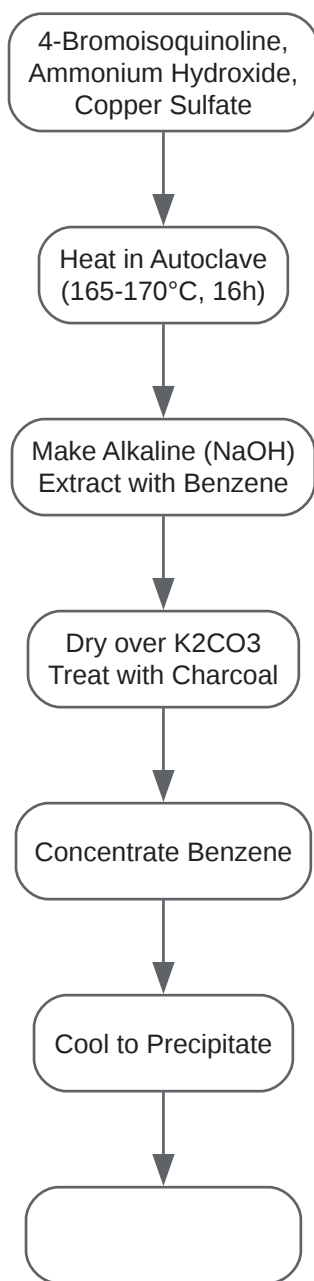 4-Bromoisoquinoline,
Ammonium Hydroxide,
Copper Sulfate
Heat in Autoclave
(165-170°C, 16h)
Make Alkaline (NaOH)
Extract with Benzene
Dry over K2CO3
Treat with Charcoal
Concentrate Benzene
Cool to Precipitate